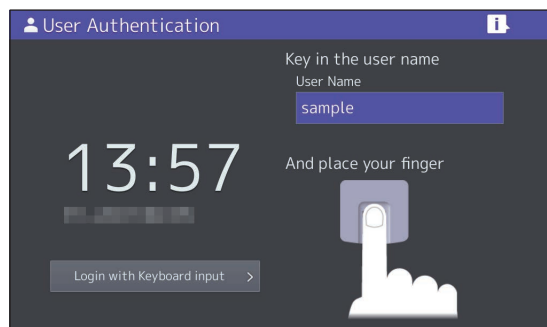 User Authentication
i
Key in the user name
User Name
sample
13:57
And place your finger
Login with Keyboard input >